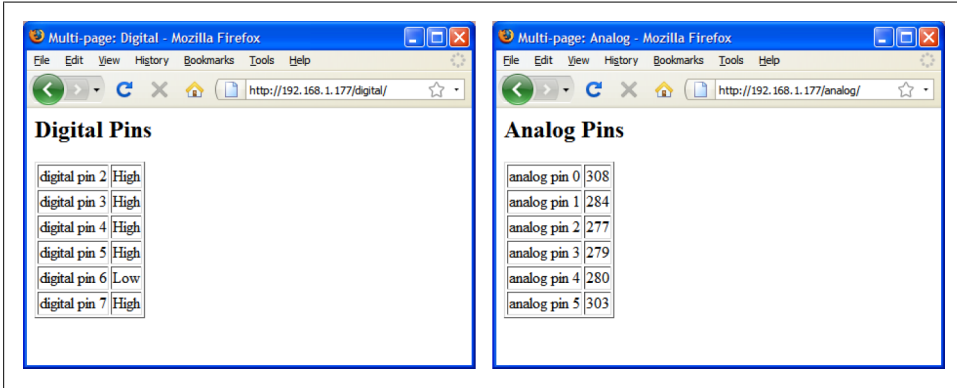 Multi-page: Digital - Mozilla Firefox
File Edit View History Bookmarks Tools Help
http://192.168.1.177/digital/
Digital Pins
digital pin 2 High
digital pin 3 High
digital pin 4 High
digital pin 5 High
digital pin 6 Low
digital pin 7 High
Multi-page: Analog - Mozilla Firefox
File Edit View History Bookmarks Tools Help
http://192.168.1.177/analog/
Analog Pins
analog pin 0 308
analog pin 1 284
analog pin 2 277
analog pin 3 279
analog pin 4 280
analog pin 5 303